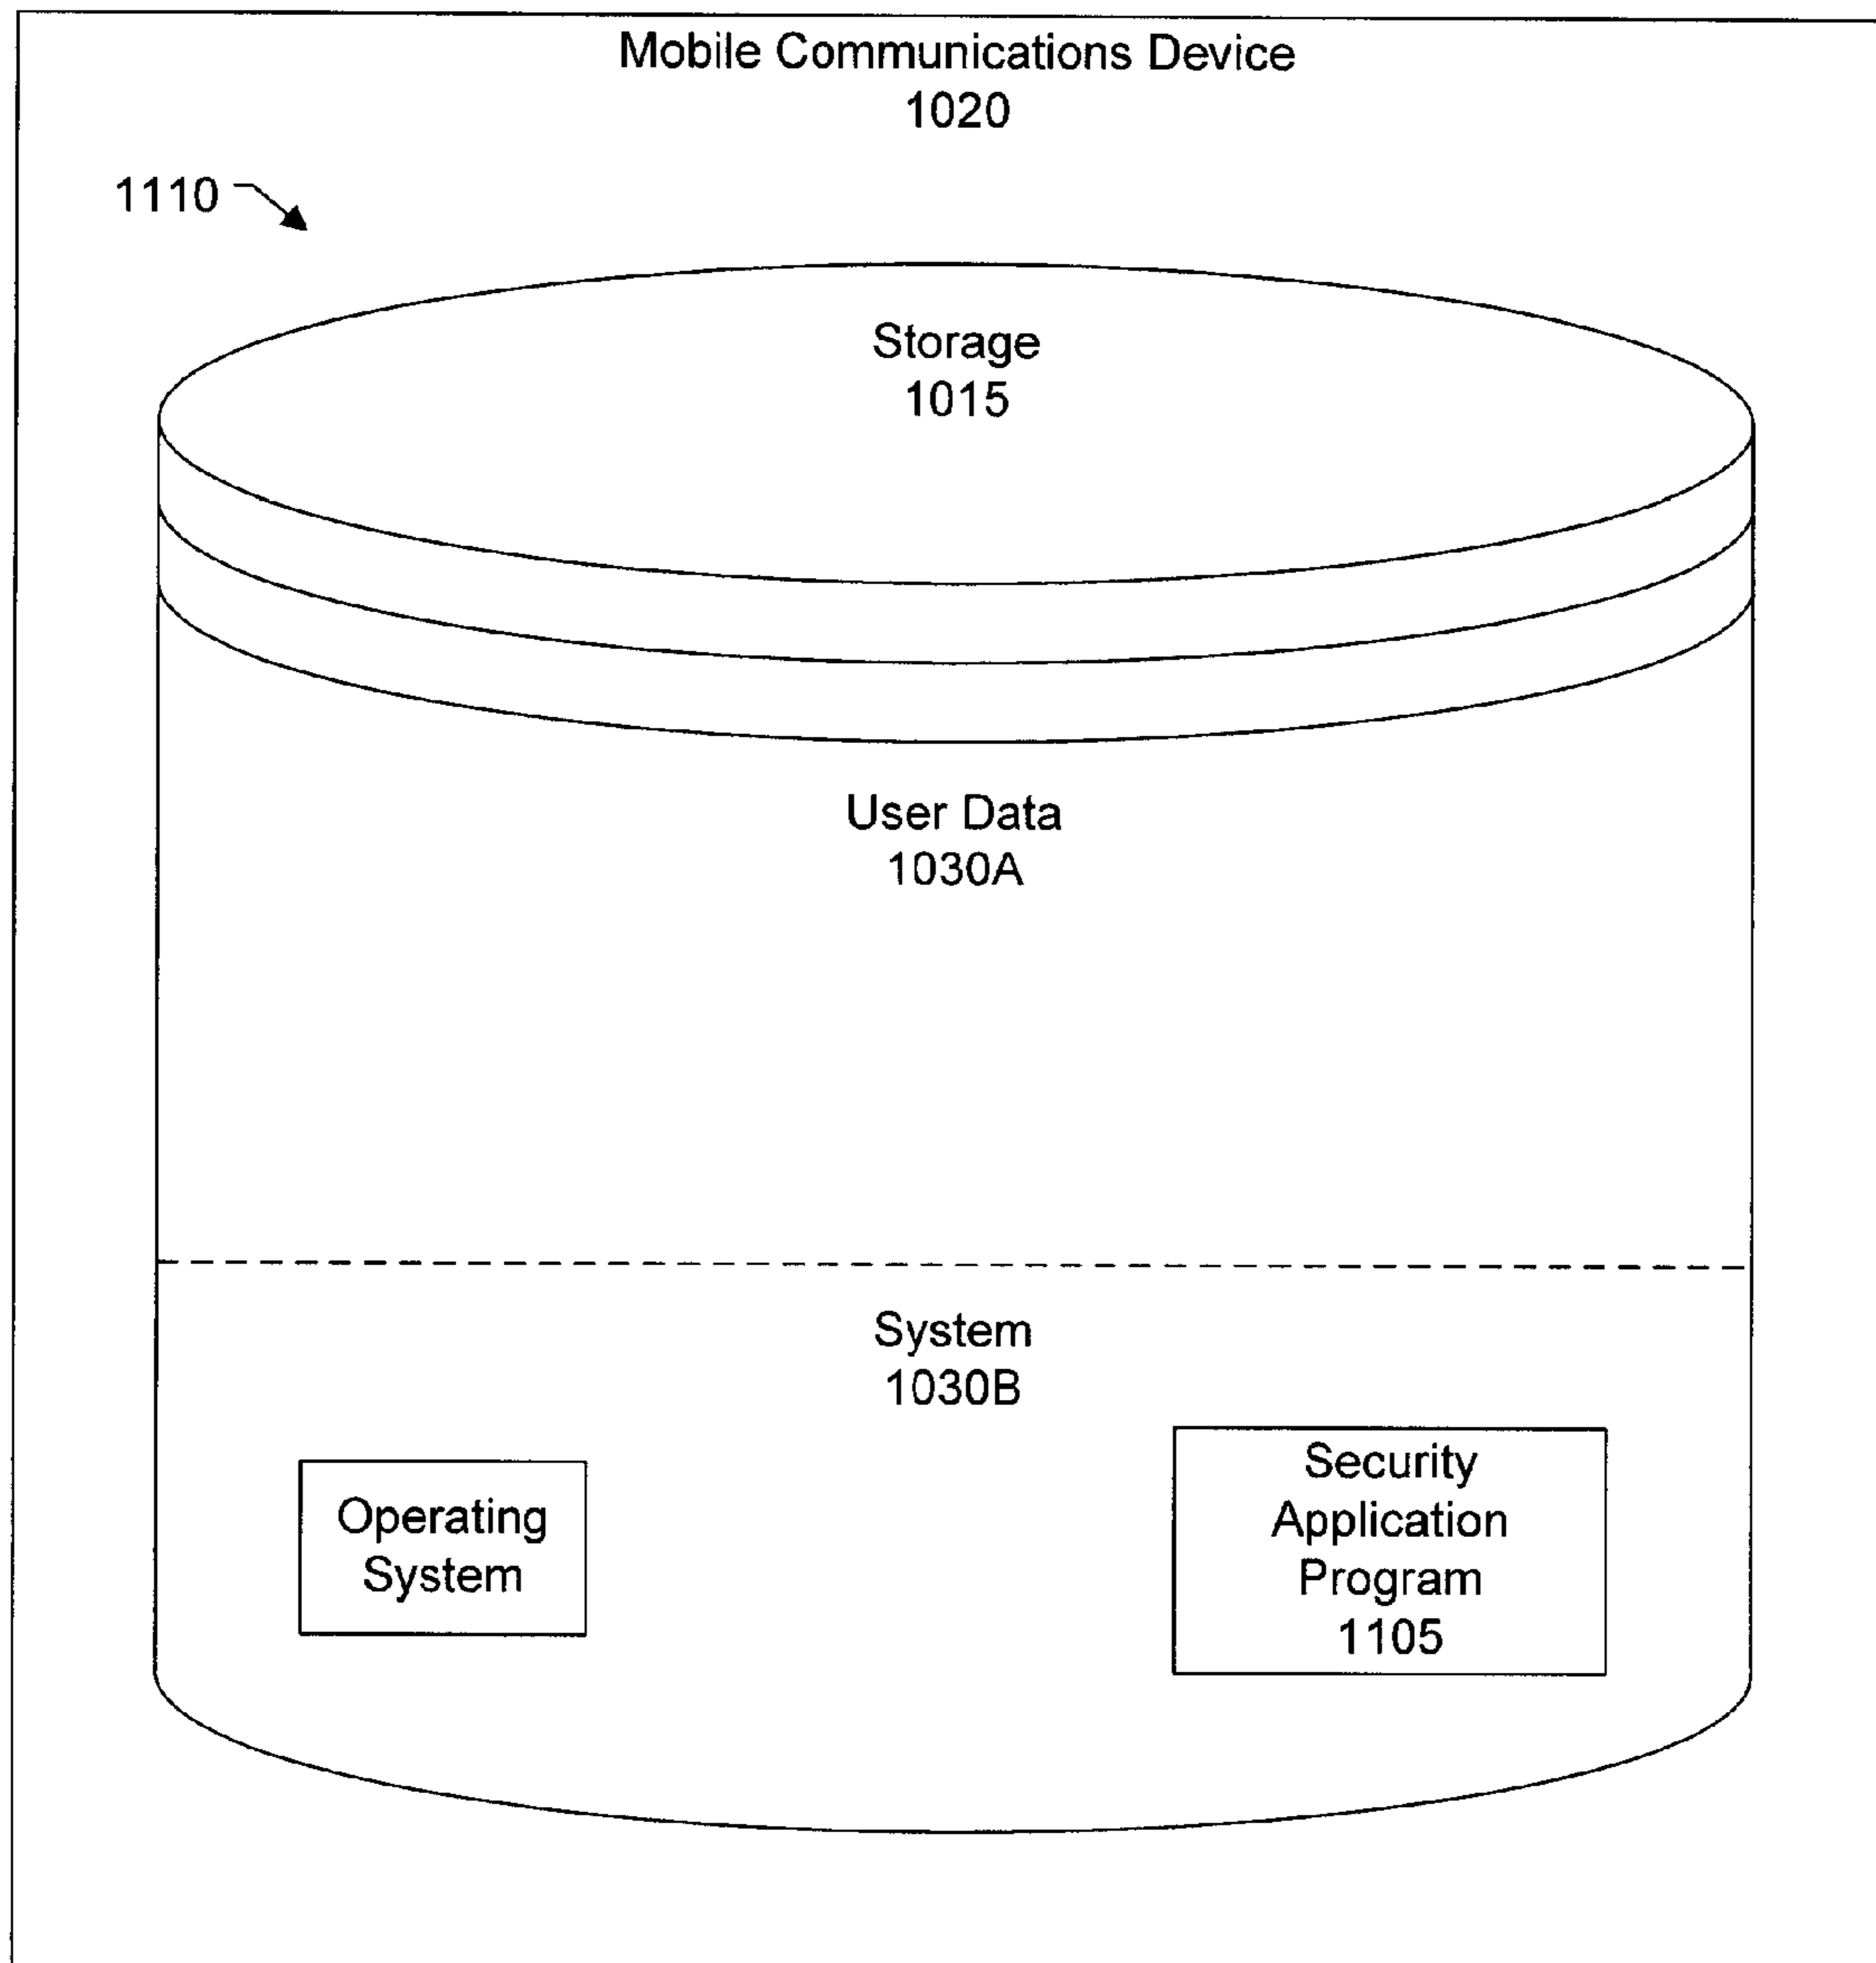 Mobile Communications Device
1020
1110
Storage
1015
User Data
1030A
System
1030B
Operating
System
Security
Application
Program
1105